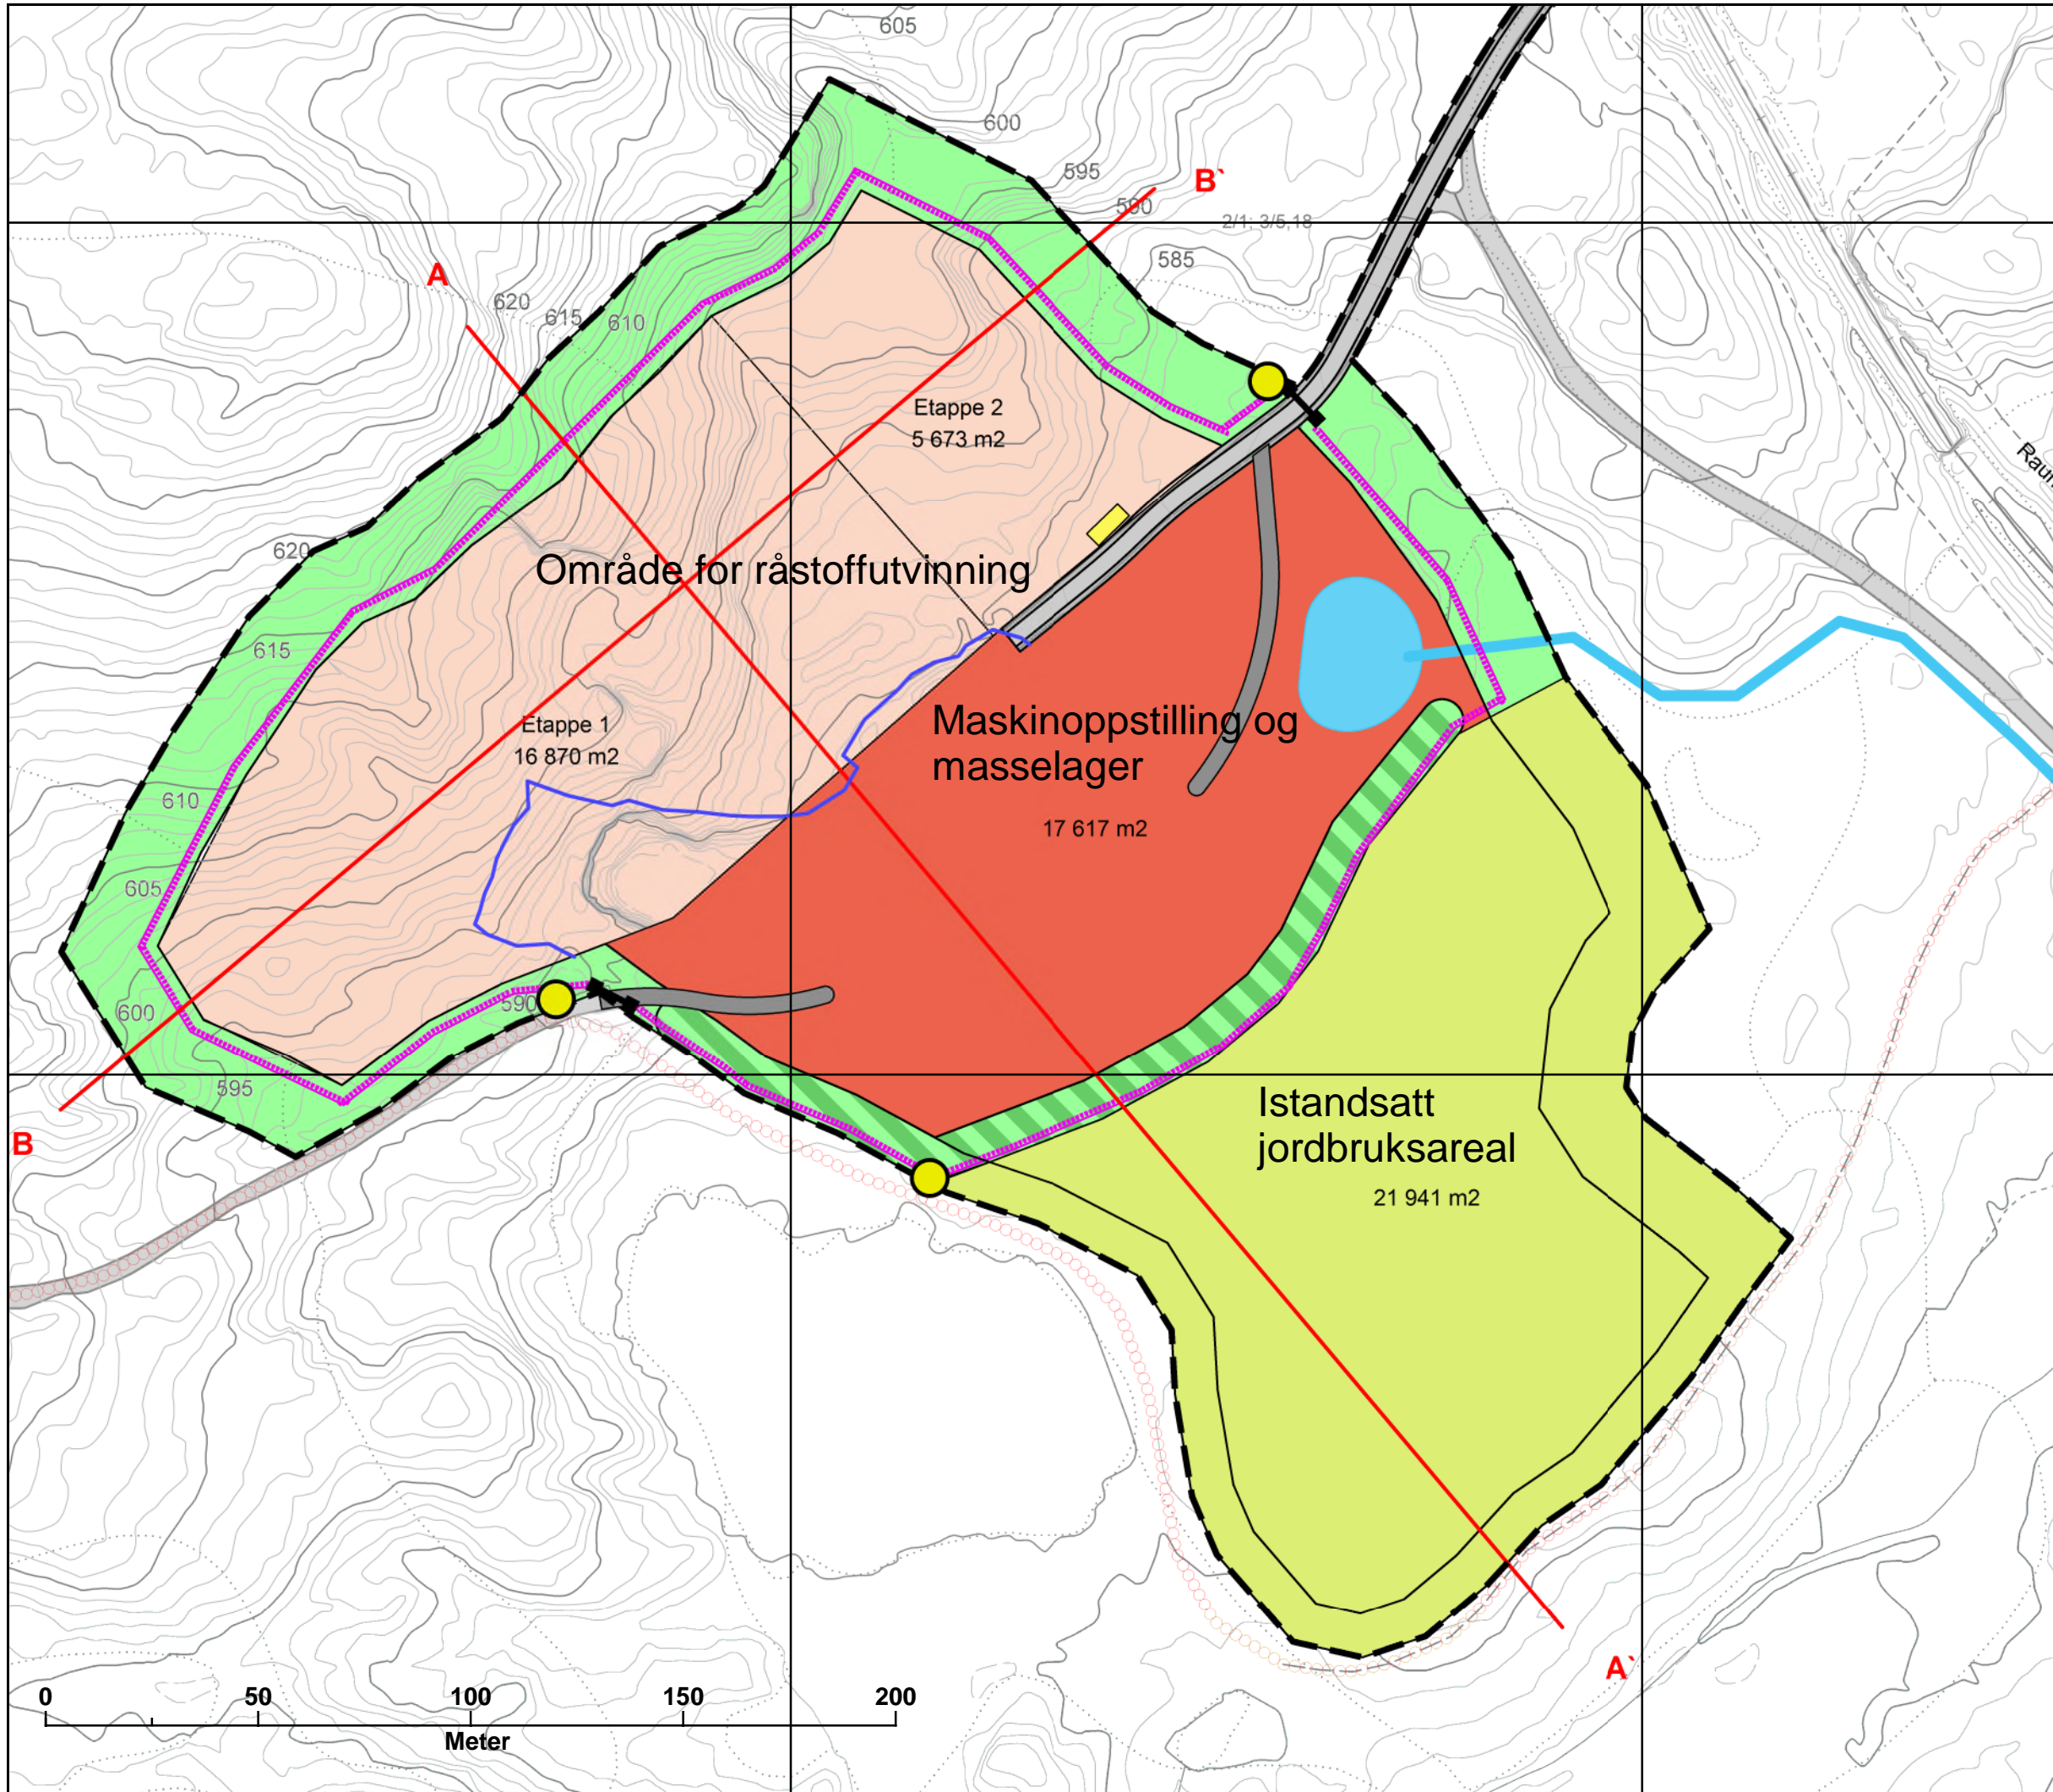 605
600
595
B`
590
2/1; 3/5,18
585
A
620
615
610
Etappe 2
5 673 m2
Raun
620
Område for råstoffutvinning
615
Etappe 1
16 870 m2
Maskinoppstilling og
masselager
610
17 617 m2
605
590
600
595
Istandsatt
jordbruksareal
B
21 941 m2
A`
0 50 100 150 200
Meter